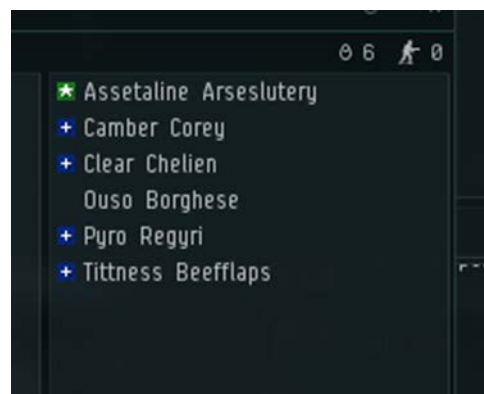 6 0
Assetaline Arseslutery
Camber Corey
Clear Chelien
Ouso Borghese
Pyro Regyri
Tittness Beefflaps